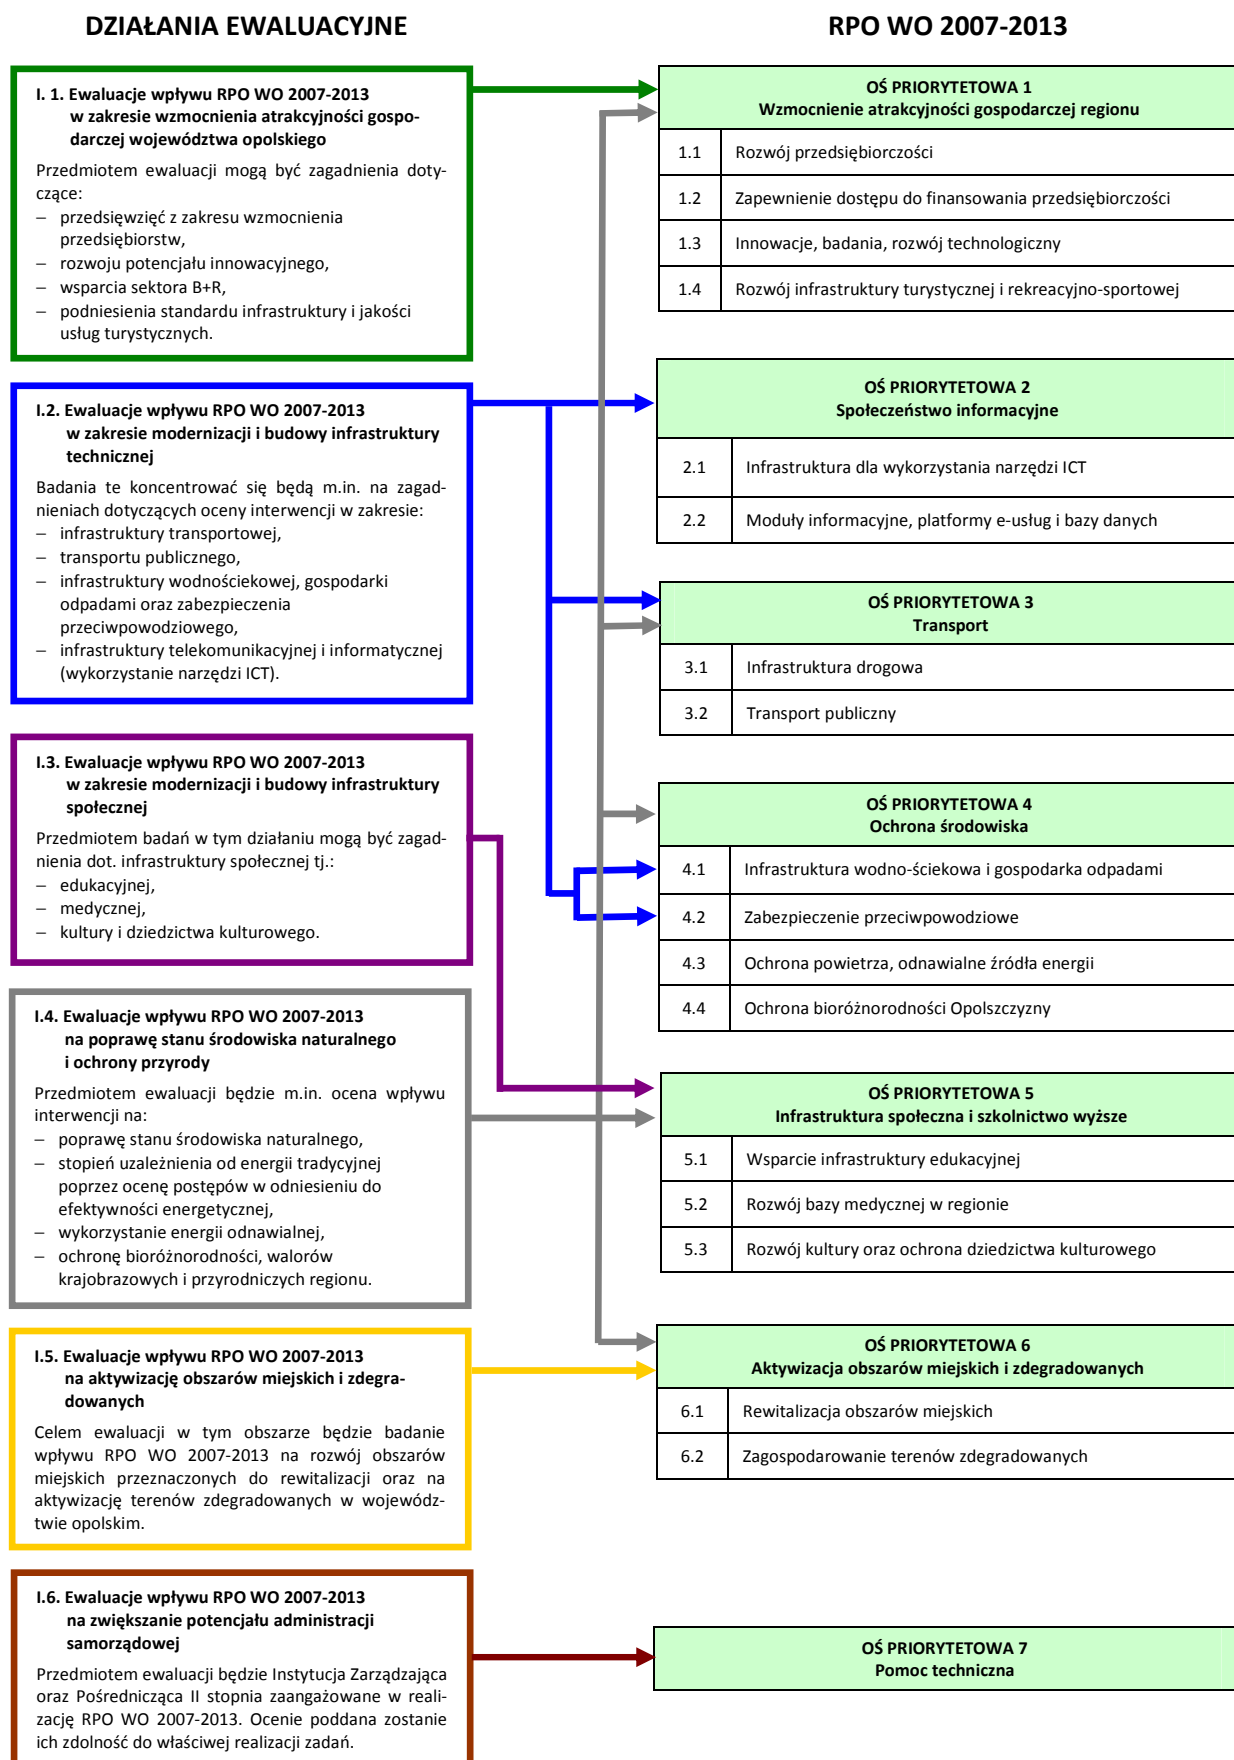 DZIAŁANIA EWALUACYJNE
I. 1. Ewaluacje wpływu RPO WO 2007-2013
w zakresie wzmocnienia atrakcyjności gospo-
darczej województwa opolskiego
Przedmiotem ewaluacji mogą być zagadnienia doty-
czące:
– przedsięwzięć z zakresu wzmocnienia
przedsiębiorstw,
– rozwoju potencjału innowacyjnego,
– wsparcia sektora B+R,
– podniesienia standardu infrastruktury i jakości
usług turystycznych.
I.2. Ewaluacje wpływu RPO WO 2007-2013
w zakresie modernizacji i budowy infrastruktury
technicznej
Badania te koncentrować się będą m.in. na zagad-
nieniach dotyczących oceny interwencji w zakresie:
– infrastruktury transportowej,
– transportu publicznego,
– infrastruktury wodnościekowej, gospodarki
odpadami oraz zabezpieczenia
przeciwpowodziowego,
– infrastruktury telekomunikacyjnej i informatycznej
(wykorzystanie narzędzi ICT).
I.3. Ewaluacje wpływu RPO WO 2007-2013
w zakresie modernizacji i budowy infrastruktury
społecznej
Przedmiotem badań w tym działaniu mogą być zagad-
nienia dot. infrastruktury społecznej tj.:
– edukacyjnej,
– medycznej,
– kultury i dziedzictwa kulturowego.
I.4. Ewaluacje wpływu RPO WO 2007-2013
na poprawę stanu środowiska naturalnego
i ochrony przyrody
Przedmiotem ewaluacji będzie m.in. ocena wpływu
interwencji na:
– poprawę stanu środowiska naturalnego,
– stopień uzależnienia od energii tradycyjnej
poprzez ocenę postępów w odniesieniu do
efektywności energetycznej,
– wykorzystanie energii odnawialnej,
– ochronę bioróżnorodności, walorów
krajobrazowych i przyrodniczych regionu.
I.5. Ewaluacje wpływu RPO WO 2007-2013
na aktywizację obszarów miejskich i zdegra-
dowanych
Celem ewaluacji w tym obszarze będzie badanie
wpływu RPO WO 2007-2013 na rozwój obszarów
miejskich przeznaczonych do rewitalizacji oraz na
aktywizację terenów zdegradowanych w wojewódz-
twie opolskim.
I.6. Ewaluacje wpływu RPO WO 2007-2013
na zwiększanie potencjału administracji
samorządowej
Przedmiotem ewaluacji będzie Instytucja Zarządzająca
oraz Pośrednicząca II stopnia zaangażowane w reali-
zację RPO WO 2007-2013. Ocenie poddana zostanie
ich zdolność do właściwej realizacji zadań.
RPO WO 2007-2013
OŚ PRIORYTETOWA 1
Wzmocnienie atrakcyjności gospodarczej regionu
1.1 Rozwój przedsiębiorczości
1.2 Zapewnienie dostępu do finansowania przedsiębiorczości
1.3 Innowacje, badania, rozwój technologiczny
1.4 Rozwój infrastruktury turystycznej i rekreacyjno-sportowej
OŚ PRIORYTETOWA 2
Społeczeństwo informacyjne
2.1 Infrastruktura dla wykorzystania narzędzi ICT
2.2 Moduły informacyjne, platformy e-usług i bazy danych
OŚ PRIORYTETOWA 3
Transport
3.1 Infrastruktura drogowa
3.2 Transport publiczny
OŚ PRIORYTETOWA 4
Ochrona środowiska
4.1 Infrastruktura wodno-ściekowa i gospodarka odpadami
4.2 Zabezpieczenie przeciwpowodziowe
4.3 Ochrona powietrza, odnawialne źródła energii
4.4 Ochrona bioróżnorodności Opolszczyzny
OŚ PRIORYTETOWA 5
Infrastruktura społeczna i szkolnictwo wyższe
5.1 Wsparcie infrastruktury edukacyjnej
5.2 Rozwój bazy medycznej w regionie
5.3 Rozwój kultury oraz ochrona dziedzictwa kulturowego
OŚ PRIORYTETOWA 6
Aktywizacja obszarów miejskich i zdegradowanych
6.1 Rewitalizacja obszarów miejskich
6.2 Zagospodarowanie terenów zdegradowanych
OŚ PRIORYTETOWA 7
Pomoc techniczna